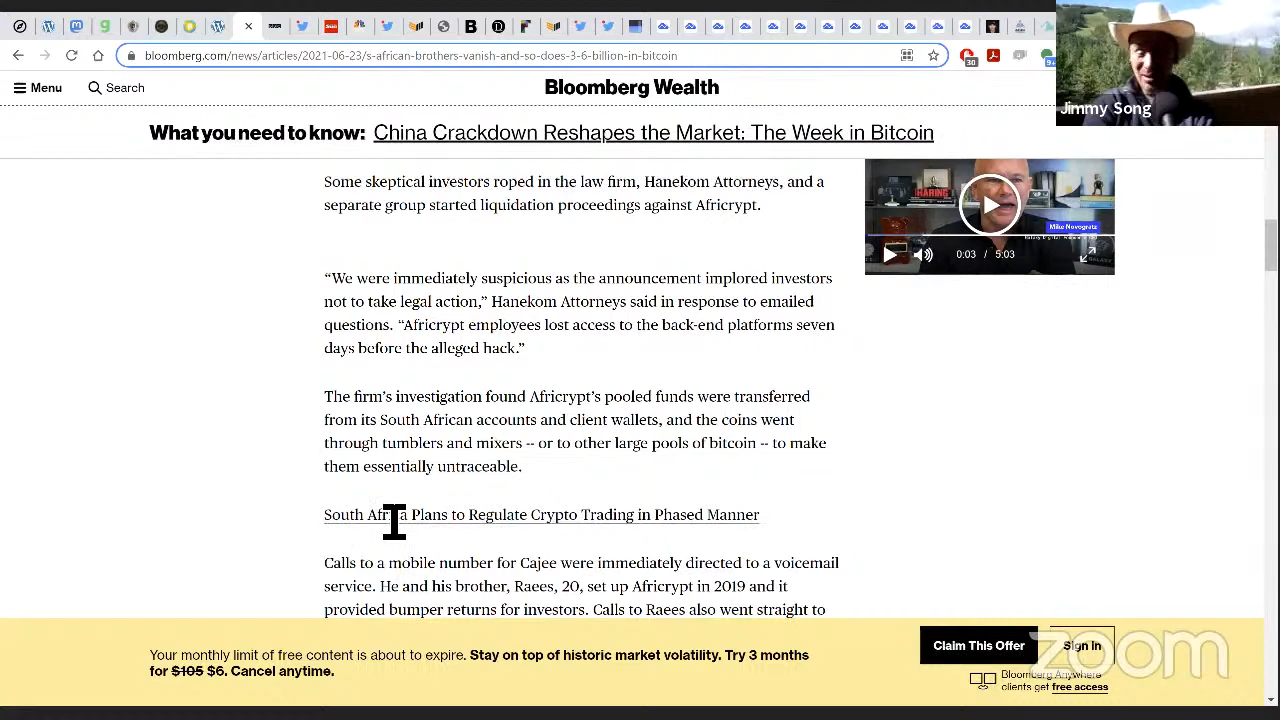 bloomberg.com/news/articles/2021-06-23/s-african-brothers-vanish-and-so-does-3-6-billion-in-bitcoin
30
9+
Jimmy Song
Menu
Search
Bloomberg Wealth
What you need to know: China Crackdown Reshapes the Market: The Week in Bitcoin
Some skeptical investors roped in the law firm, Hanekom Attorneys, and a
separate group started liquidation proceedings against Africrypt.
HARING
Mike Novogratz
0:03 / 5:03
“We were immediately suspicious as the announcement implored investors
not to take legal action,” Hanekom Attorneys said in response to emailed
questions. “Africrypt employees lost access to the back-end platforms seven
days before the alleged hack.”
The firm’s investigation found Africrypt’s pooled funds were transferred
from its South African accounts and client wallets, and the coins went
through tumblers and mixers -- or to other large pools of bitcoin -- to make
them essentially untraceable.
South Africa Plans to Regulate Crypto Trading in Phased Manner
Calls to a mobile number for Cajee were immediately directed to a voicemail
service. He and his brother, Raees, 20, set up Africrypt in 2019 and it
provided bumper returns for investors. Calls to Raees also went straight to
Your monthly limit of free content is about to expire. Stay on top of historic market volatility. Try 3 months
for $105 $6. Cancel anytime.
Claim This Offer
Sign In
Bloomberg Anywhere
clients get free access
zoom